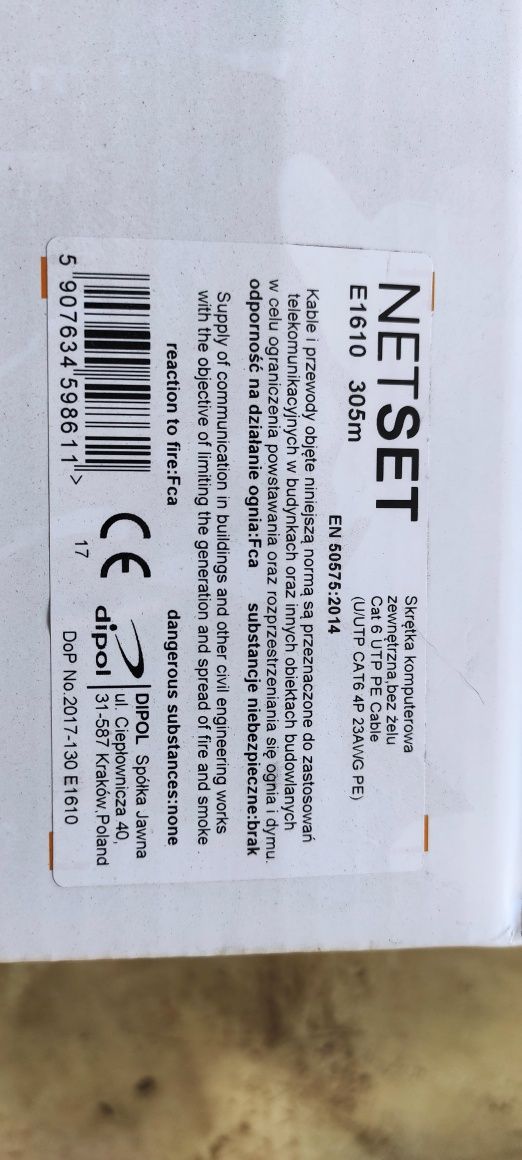 NETSET
E1610 305m
Skrętka komputerowa
zewnętrzna,bez żelu
Cat 6 UTP PE Cable
(U/UTP CAT6 4P 23AWG PE)
EN 50575:2014
Kable i przewody objęte niniejszą normą są przeznaczone do zastosowań
telekomunikacyjnych w budynkach oraz innych obiektach budowlanych
w celu ograniczenia powstawania oraz rozprzestrzeniania się ognia i dymu.
odporność na działanie ognia:Fca substancje niebezpieczne:brak
Supply of communication in buildings and other civil engineering works
with the objective of limiting the generation and spread of fire and smoke .
reaction to fire:Fca dangerous substances:none
5 907634 598611 >
CE
17
dipol
DIPOL Spółka Jawna
ul. Ciepłownicza 40,
31-587 Kraków,Poland
DoP No.2017-130 E1610